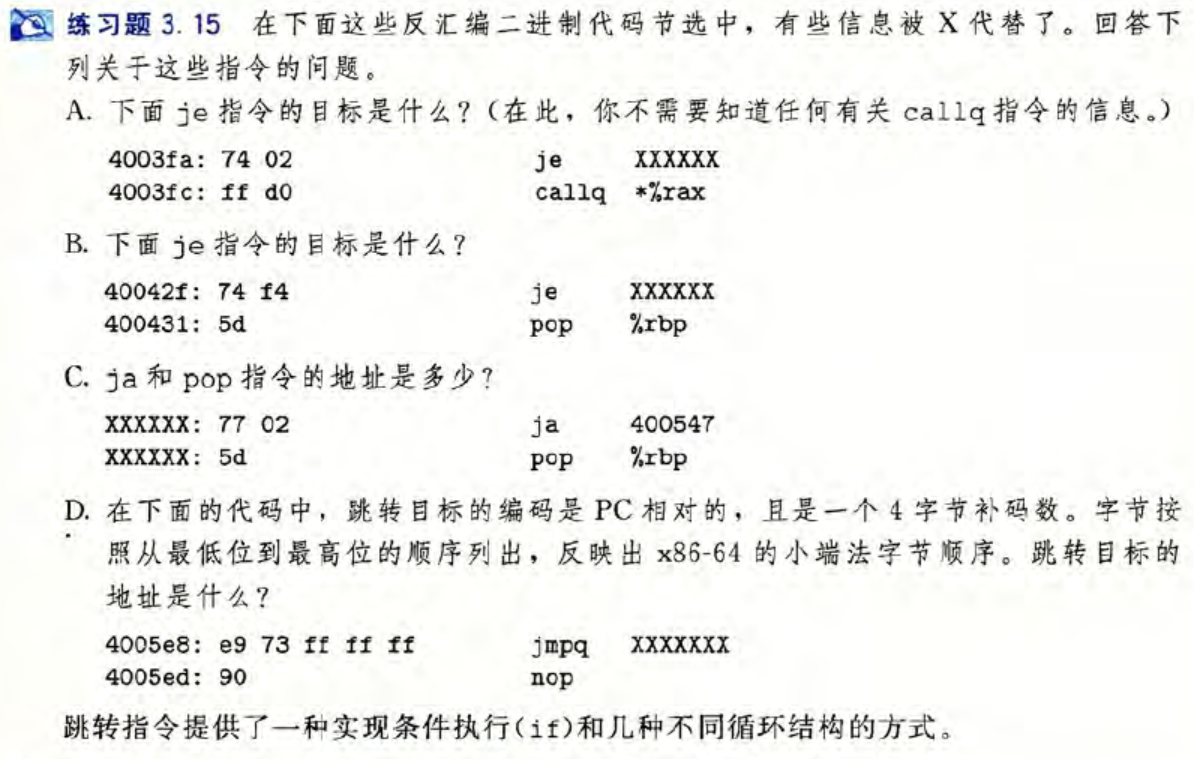 练习题 3.15 在下面这些反汇编二进制代码节选中，有些信息被 X 代替了。回答下
列关于这些指令的问题。
A. 下面 je 指令的目标是什么？（在此，你不需要知道任何有关 callq 指令的信息。）
4003fa: 74 02 je XXXXXX
4003fc: ff d0 callq *%rax
B. 下面 je 指令的目标是什么？
40042f: 74 f4 je XXXXXX
400431: 5d pop %rbp
C. ja 和 pop 指令的地址是多少？
XXXXXX: 77 02 ja 400547
XXXXXX: 5d pop %rbp
D. 在下面的代码中，跳转目标的编码是 PC 相对的，且是一个 4 字节补码数。字节按
照从最低位到最高位的顺序列出，反映出 x86-64 的小端法字节顺序。跳转目标的
地址是什么？
4005e8: e9 73 ff ff ff jmpq XXXXXXX
4005ed: 90 nop
跳转指令提供了一种实现条件执行(if)和几种不同循环结构的方式。